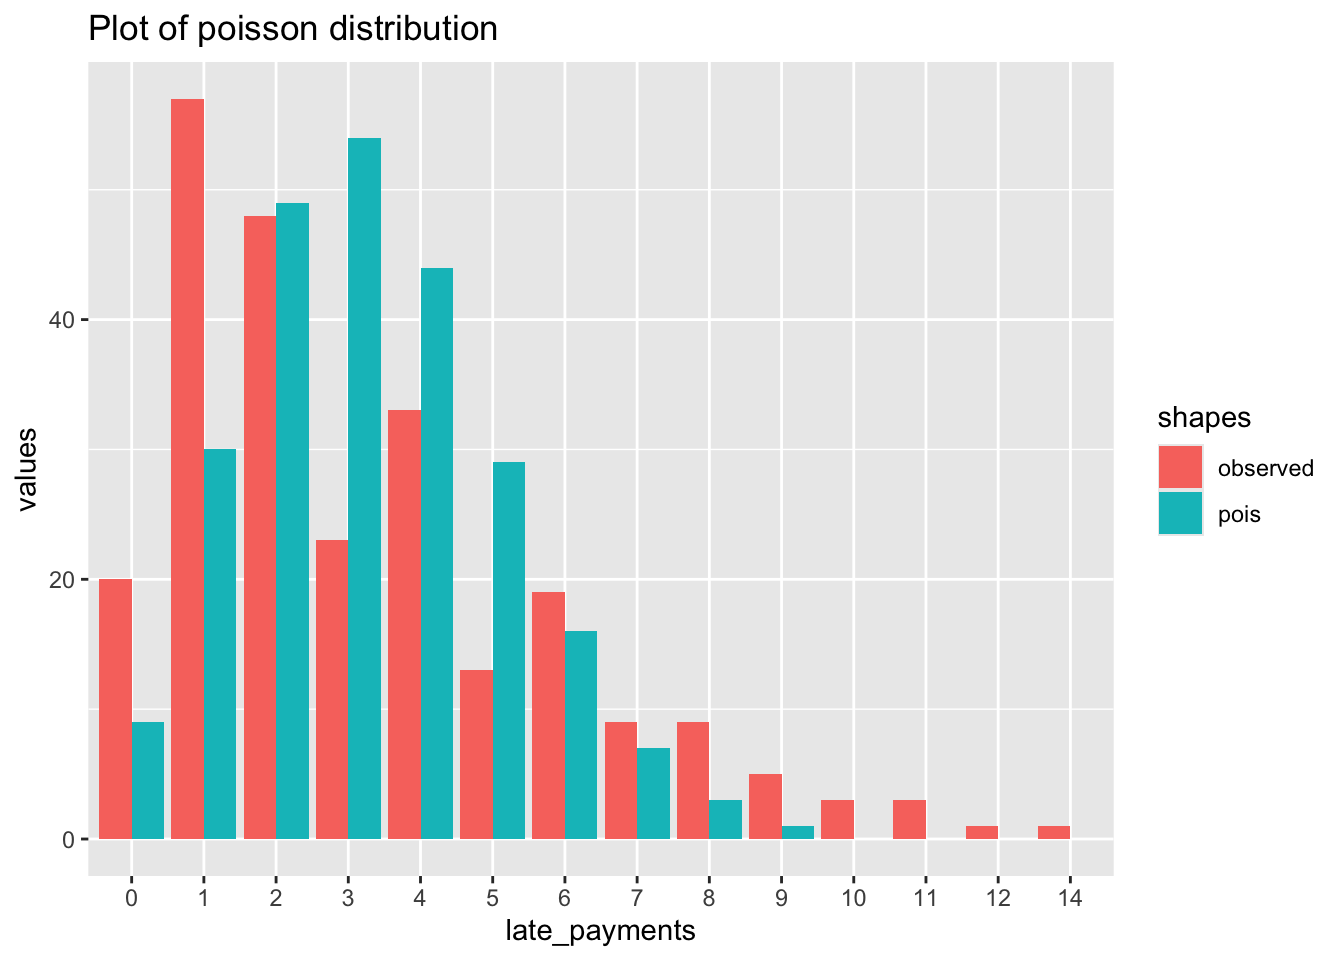 Plot of poisson distribution
40
20
0
values
0 1 2 3 4 5 6 7 8 9 10 11 12 14
late_payments
shapes
observed
pois